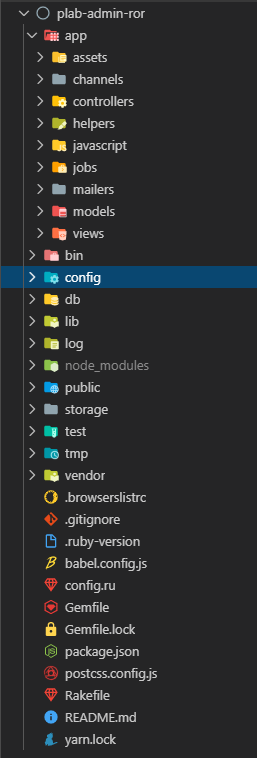 plab-admin-ror
app
assets
channels
controllers
helpers
javascript
jobs
mailers
models
views
bin
config
db
lib
log
node_modules
public
storage
test
tmp
vendor
.browserslistrc
.gitignore
.ruby-version
babel.config.js
config.ru
Gemfile
Gemfile.lock
package.json
postcss.config.js
Rakefile
README.md
yarn.lock